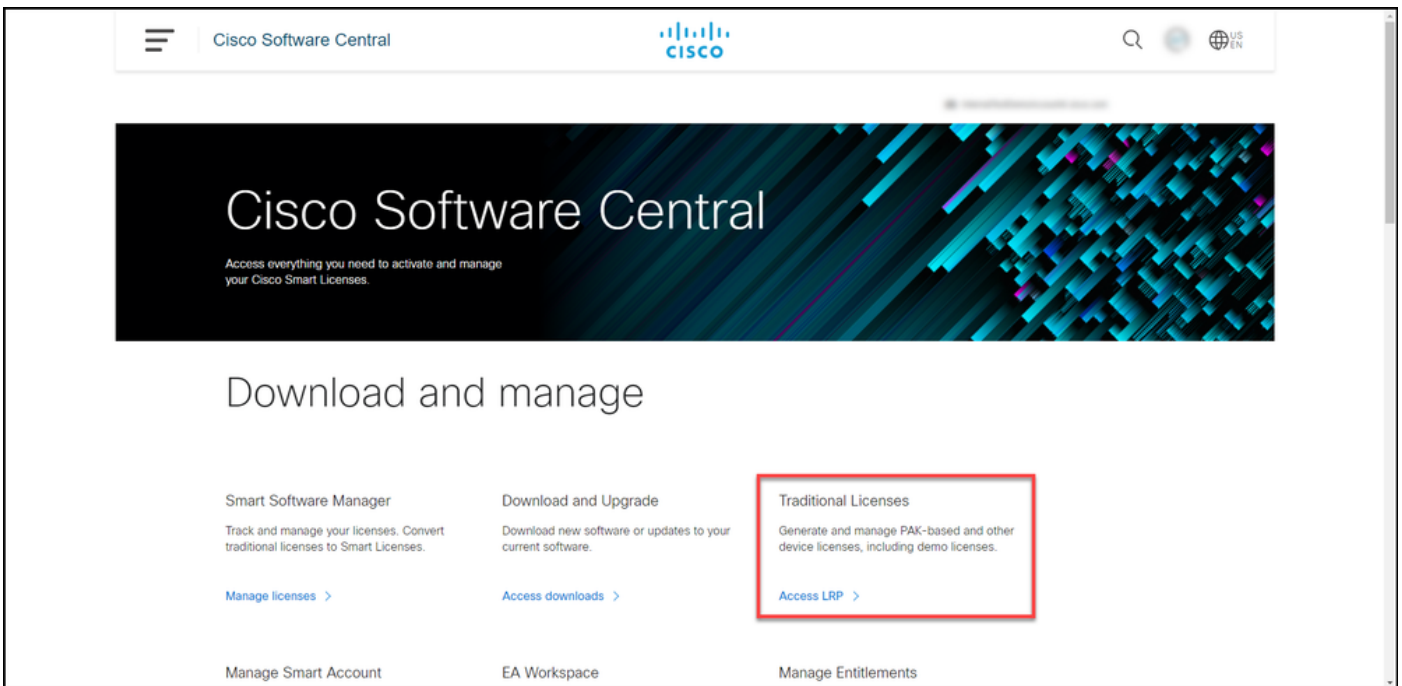 Cisco Software Central
CISCO
US
EN
Cisco Software Central
Access everything you need to activate and manage
your Cisco Smart Licenses.
Download and manage
Smart Software Manager
Track and manage your licenses. Convert
traditional licenses to Smart Licenses.
Manage licenses >
Download and Upgrade
Download new software or updates to your
current software.
Access downloads >
Traditional Licenses
Generate and manage PAK-based and other
device licenses, including demo licenses.
Access LRP >
Manage Smart Account
EA Workspace
Manage Entitlements